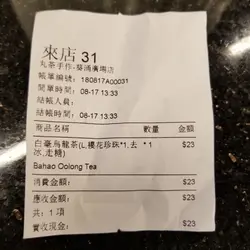 來店 31
丸茶手作-葵涌廣場店
帳單編號: 180817A00031
開單時間: 08-17 13:33
結帳時間: 08-17 13:33
結帳人員:
商品名稱 數量 金額
白毫烏龍茶(L,櫻花珍珠*1,去冰,走糖) *1 $23
Bahao Oolong Tea
消費金額: $23
應收金額: $23
共: 1 項
實收現金: $23